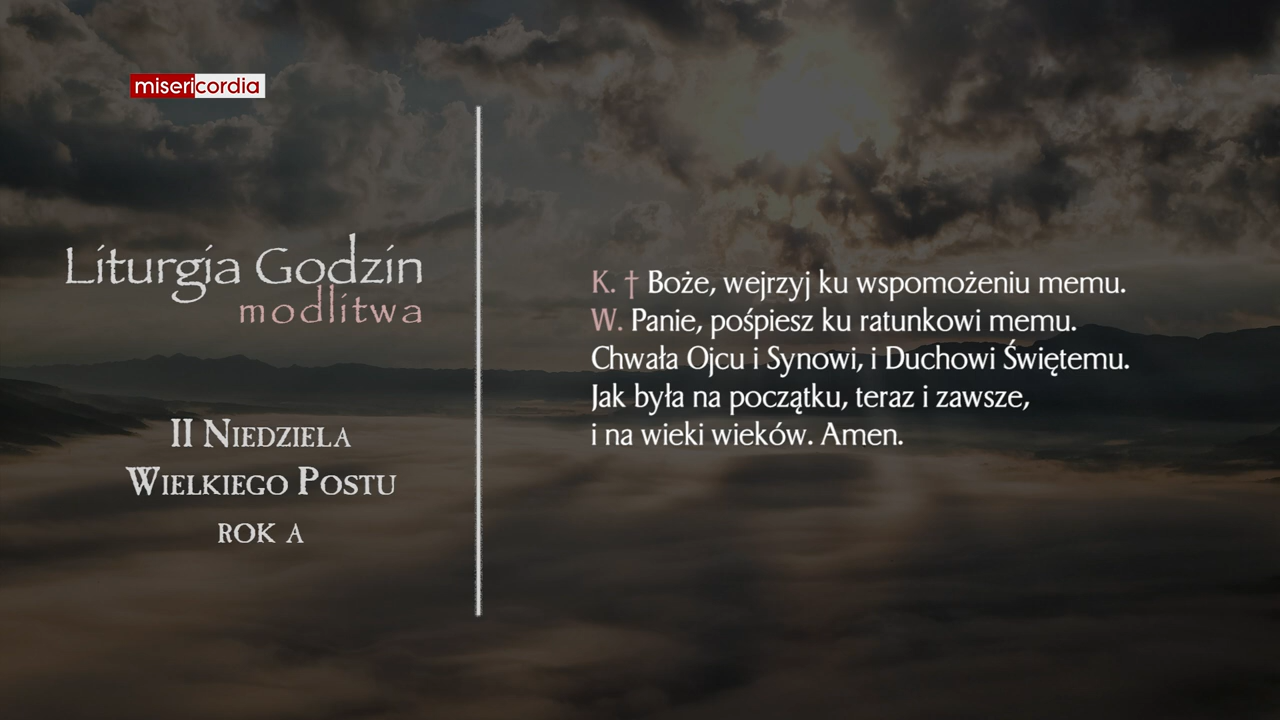 misericordia
Liturgia Godzin
modlitwa
II Niedziela
Wielkiego Postu
rok a
K. † Boże, wejrzyj ku wspomożeniu memu.
W. Panie, pośpiesz ku ratunkowi memu.
Chwała Ojcu i Synowi, i Duchowi Świętemu.
Jak była na początku, teraz i zawsze,
i na wieki wieków. Amen.